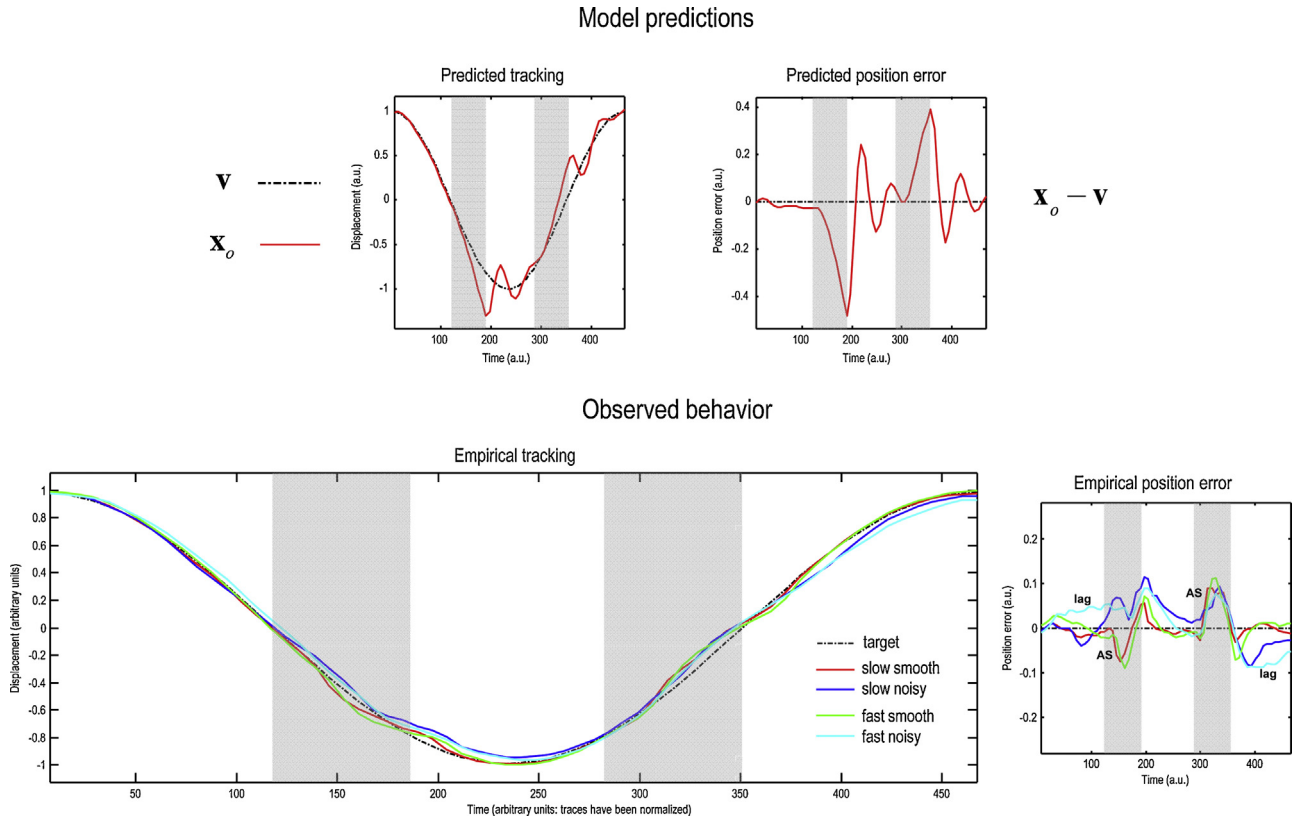 Model predictions
Predicted tracking
Predicted position error
v
x_o
Displacement (a.u.)
1
0.5
0
-0.5
-1
100 200 300 400
Time (a.u.)
Position error (a.u.)
0.4
0.2
0
-0.2
-0.4
100 200 300 400
Time (a.u.)
x_o − v
Observed behavior
Empirical tracking
Displacement (arbitrary units)
1
0.8
0.6
0.4
0.2
0
-0.2
-0.4
-0.6
-0.8
-1
50 100 150 200 250 300 350 400 450
Time (arbitrary units: traces have been normalized)
target
slow smooth
slow noisy
fast smooth
fast noisy
Empirical position error
Position error (a.u.)
0.2
0.1
0
-0.1
-0.2
lag
AS
AS
lag
100 200 300 400
Time (a.u.)